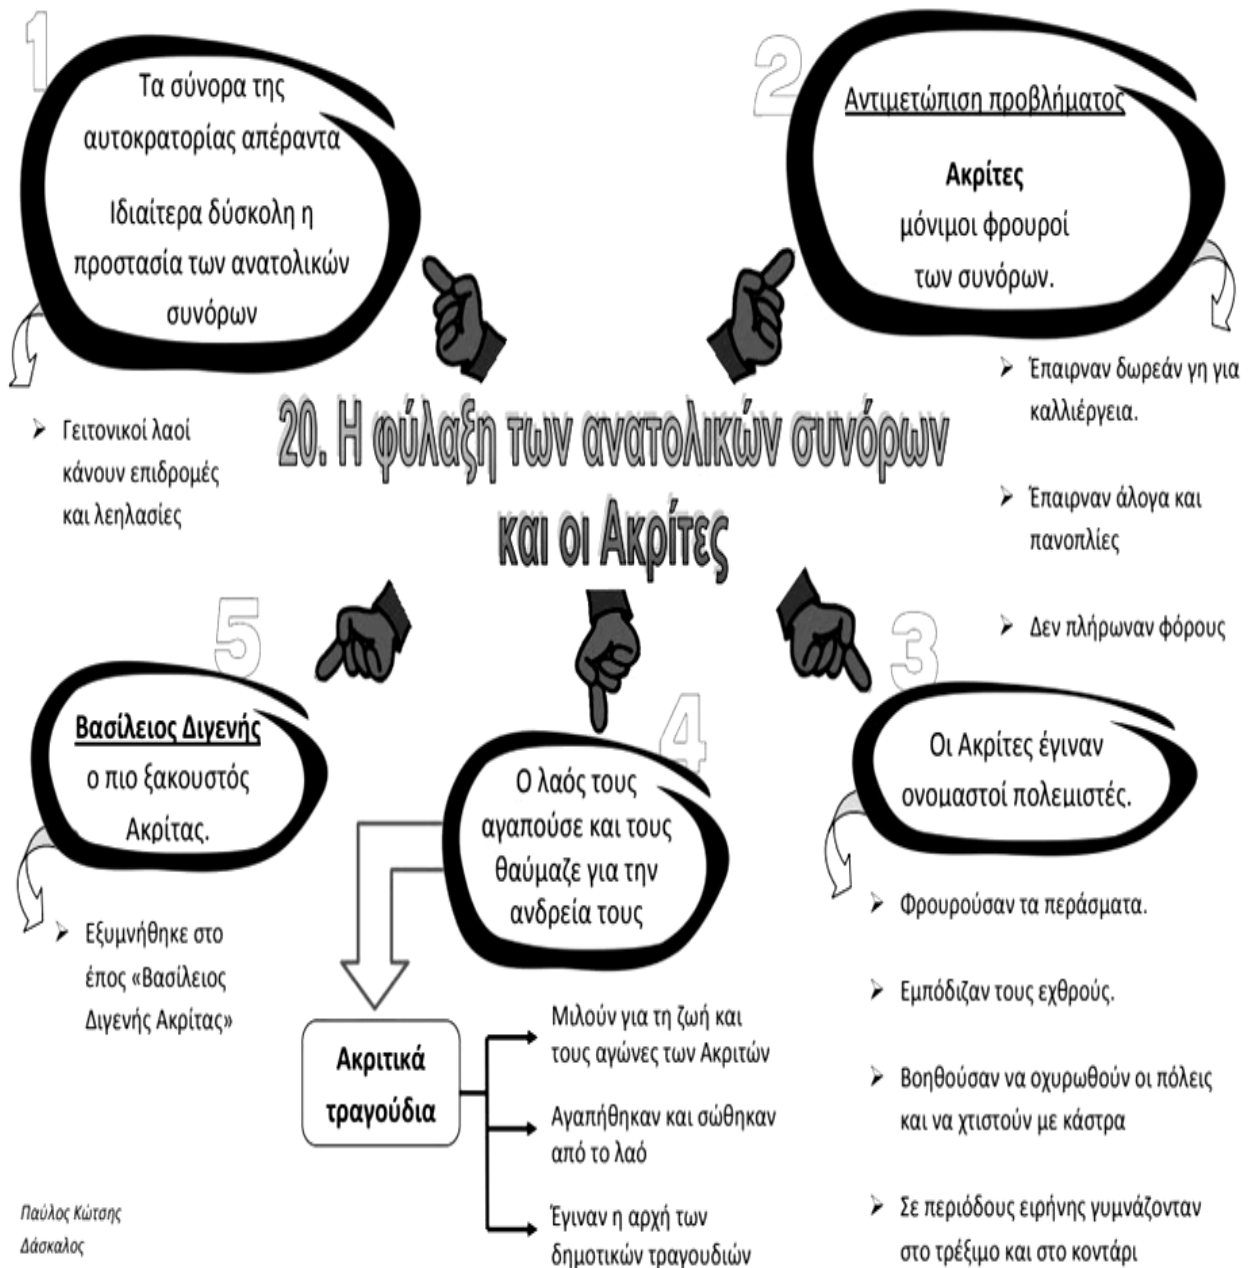 1
Τα σύνορα της
αυτοκρατορίας απέραντα
Ιδιαίτερα δύσκολη η
προστασία των ανατολικών
συνόρων
Γειτονικοί λαοί
κάνουν επιδρομές
και λεηλασίες
2
Αντιμετώπιση προβλήματος
Ακρίτες
μόνιμοι φρουροί
των συνόρων.
Έπαιρναν δωρεάν γη για
καλλιέργεια.
Έπαιρναν άλογα και
πανοπλίες
Δεν πλήρωναν φόρους
20. Η φύλαξη των ανατολικών συνόρων
και οι Ακρίτες
3
Οι Ακρίτες έγιναν
ονομαστοί πολεμιστές.
Φρουρούσαν τα περάσματα.
Εμπόδιζαν τους εχθρούς.
Βοηθούσαν να οχυρωθούν οι πόλεις
και να χτιστούν με κάστρα
Σε περιόδους ειρήνης γυμνάζονταν
στο τρέξιμο και στο κοντάρι
4
Ο λαός τους
αγαπούσε και τους
θαύμαζε για την
ανδρεία τους
Ακριτικά
τραγούδια
Μιλούν για τη ζωή και
τους αγώνες των Ακριτών
Αγαπήθηκαν και σώθηκαν
από το λαό
Έγιναν η αρχή των
δημοτικών τραγουδιών
5
Βασίλειος Διγενής
ο πιο ξακουστός
Ακρίτας.
Εξυμνήθηκε στο
έπος «Βασίλειος
Διγενής Ακρίτας»
Παύλος Κώτσης
Δάσκαλος